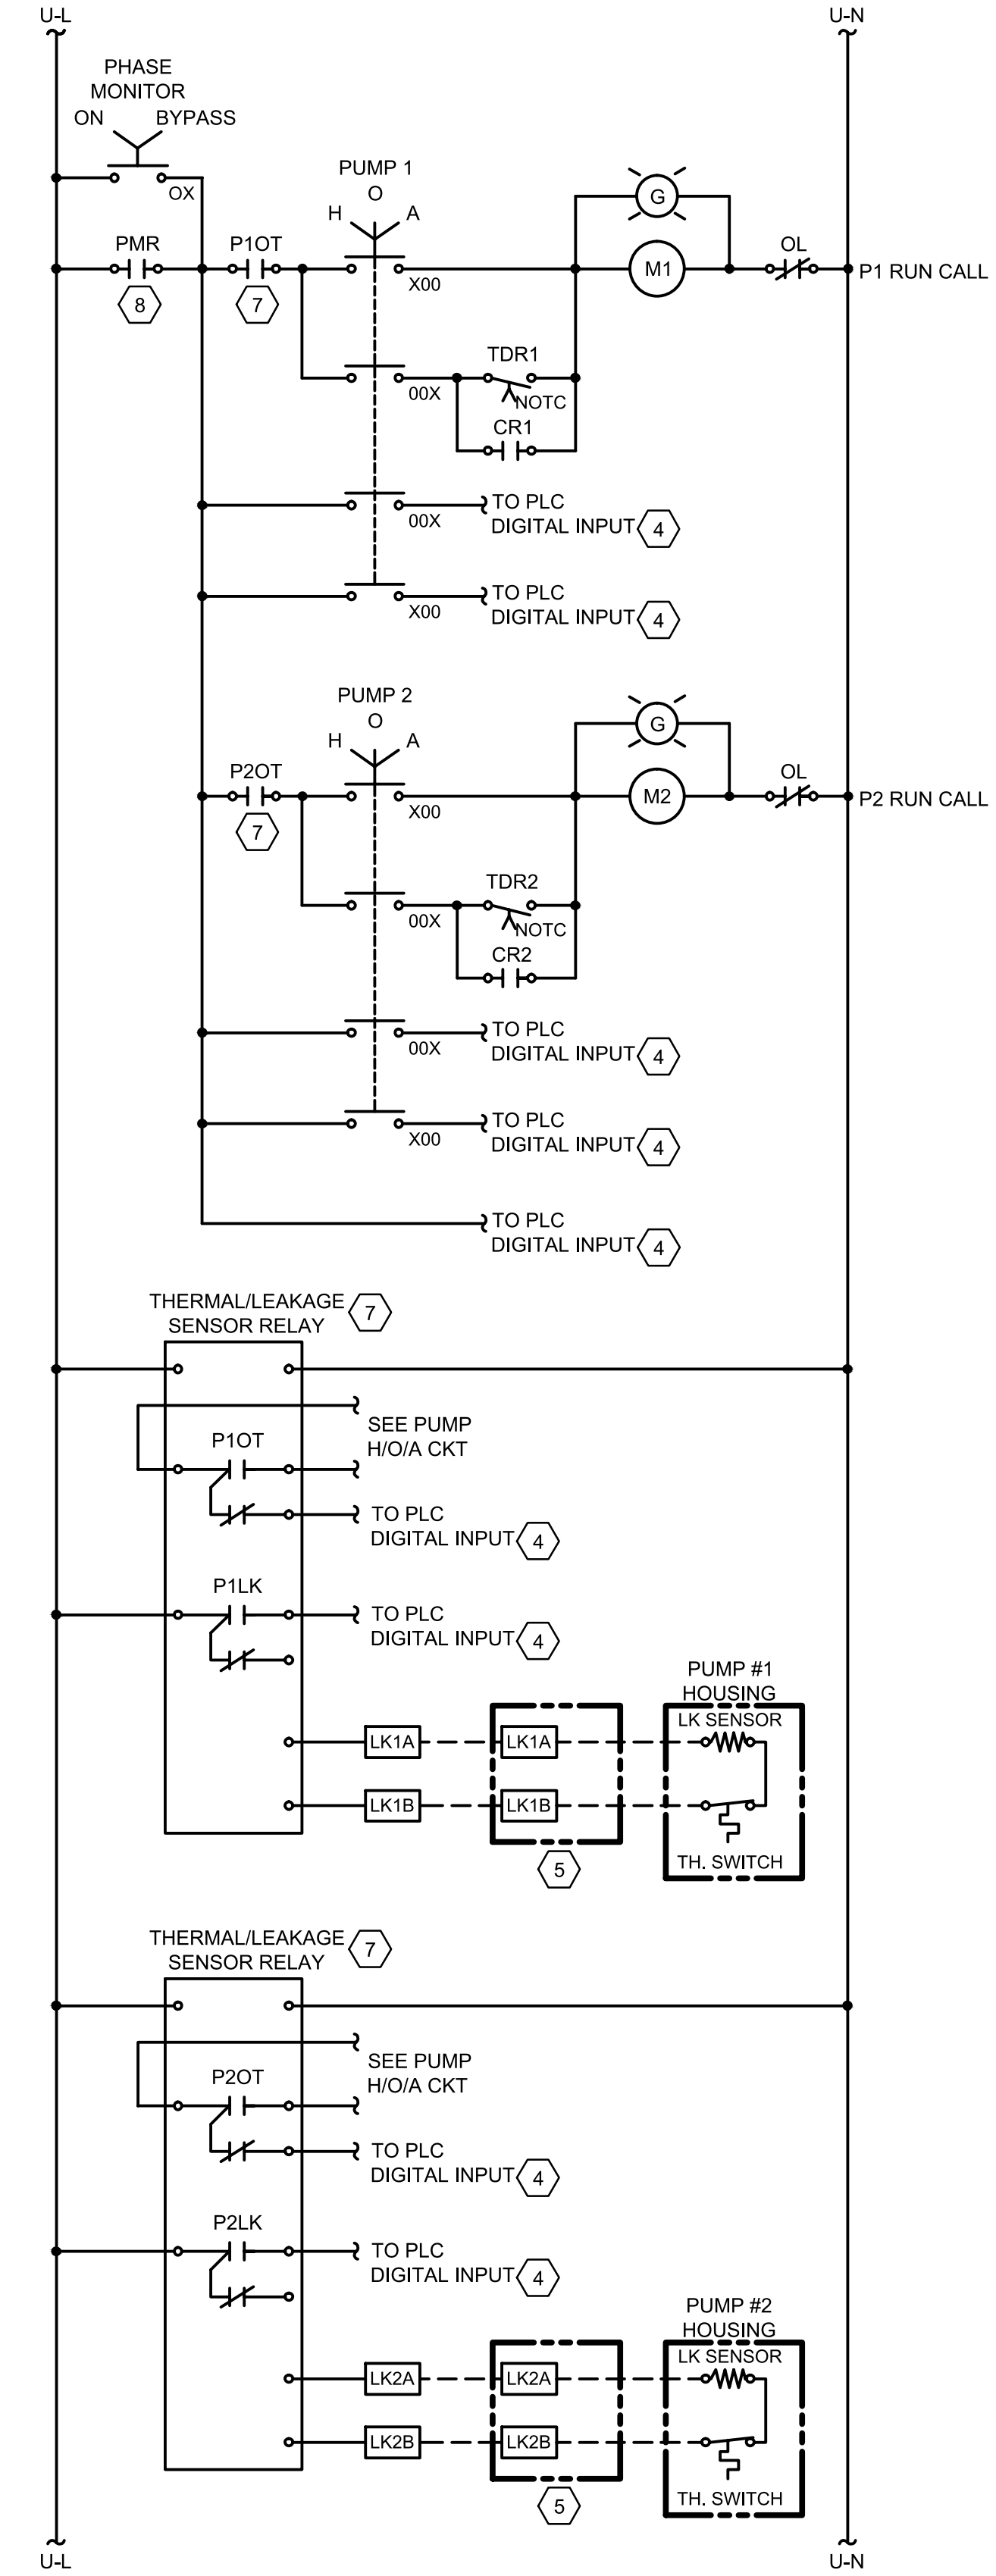 U-L
U-N
PHASE
MONITOR
ON BYPASS
OX
PUMP 1
O
H A
G
PMR
8
P1OT
7
X00
M1
OL
P1 RUN CALL
00X
TDR1
NOTC
CR1
00X
TO PLC
DIGITAL INPUT 4
X00
TO PLC
DIGITAL INPUT 4
PUMP 2
O
H A
G
P2OT
7
X00
M2
OL
P2 RUN CALL
00X
TDR2
NOTC
CR2
00X
TO PLC
DIGITAL INPUT 4
X00
TO PLC
DIGITAL INPUT 4
TO PLC
DIGITAL INPUT 4
THERMAL/LEAKAGE 7
SENSOR RELAY
SEE PUMP
H/O/A CKT
P1OT
TO PLC
DIGITAL INPUT 4
P1LK
TO PLC
DIGITAL INPUT 4
PUMP #1
HOUSING
LK SENSOR
LK1A
LK1A
LK1B
LK1B
TH. SWITCH
5
THERMAL/LEAKAGE 7
SENSOR RELAY
SEE PUMP
H/O/A CKT
P2OT
TO PLC
DIGITAL INPUT 4
P2LK
TO PLC
DIGITAL INPUT 4
PUMP #2
HOUSING
LK SENSOR
LK2A
LK2A
LK2B
LK2B
TH. SWITCH
5
U-L
U-N